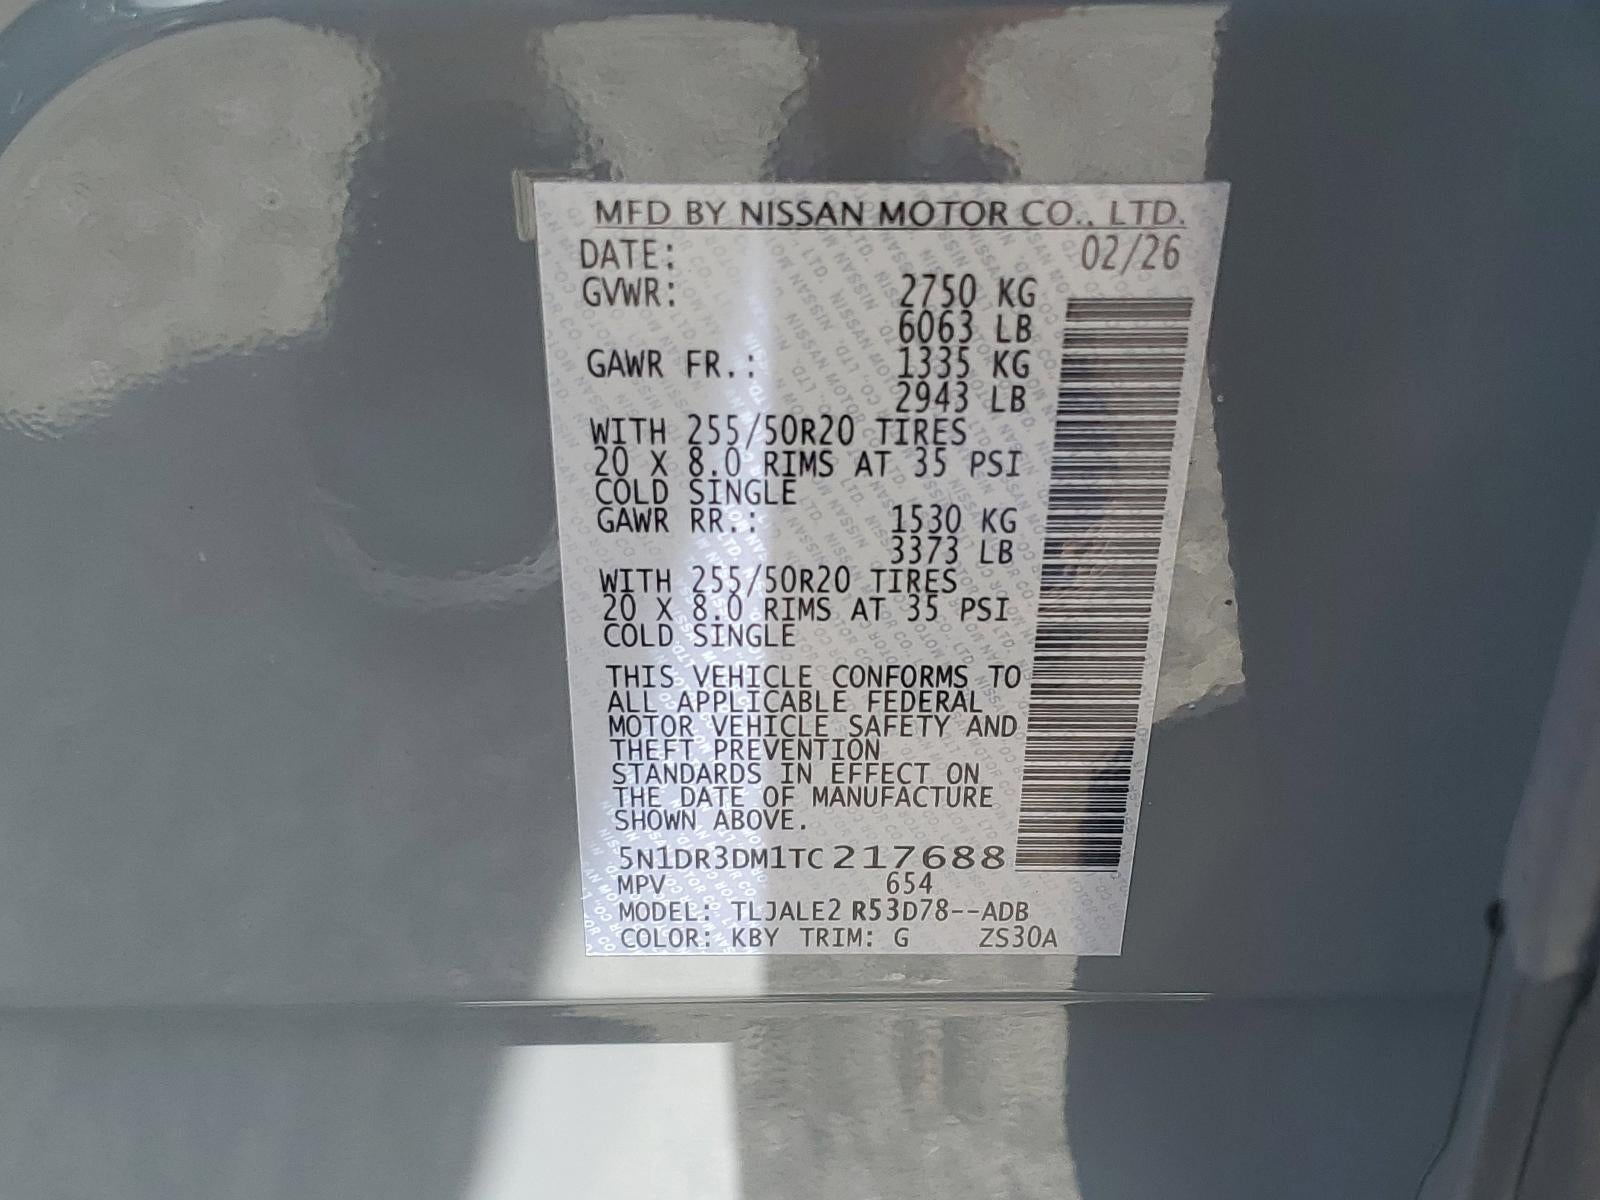 MFD BY NISSAN MOTOR CO., LTD.
DATE: 02/26
GVWR: 2750 KG
6063 LB
GAWR FR.: 1335 KG
2943 LB
WITH 255/50R20 TIRES
20 X 8.0 RIMS AT 35 PSI
COLD SINGLE
GAWR RR.: 1530 KG
3373 LB
WITH 255/50R20 TIRES
20 X 8.0 RIMS AT 35 PSI
COLD SINGLE
THIS VEHICLE CONFORMS TO
ALL APPLICABLE FEDERAL
MOTOR VEHICLE SAFETY AND
THEFT PREVENTION
STANDARDS IN EFFECT ON
THE DATE OF MANUFACTURE
SHOWN ABOVE.
5N1DR3DM1TC217688
MPV 654
MODEL: TLJALE2 R53D78--ADB
COLOR: KBY TRIM: G ZS30A